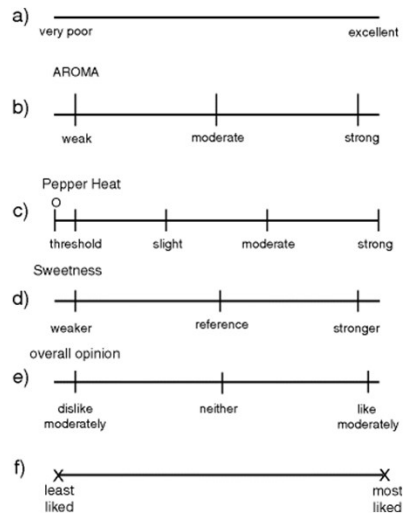 a)
very poor excellent
AROMA
b)
weak moderate strong
Pepper Heat
O
c)
threshold slight moderate strong
Sweetness
d)
weaker reference stronger
overall opinion
e)
dislike neither like
moderately moderately
f)
X X
least most
liked liked